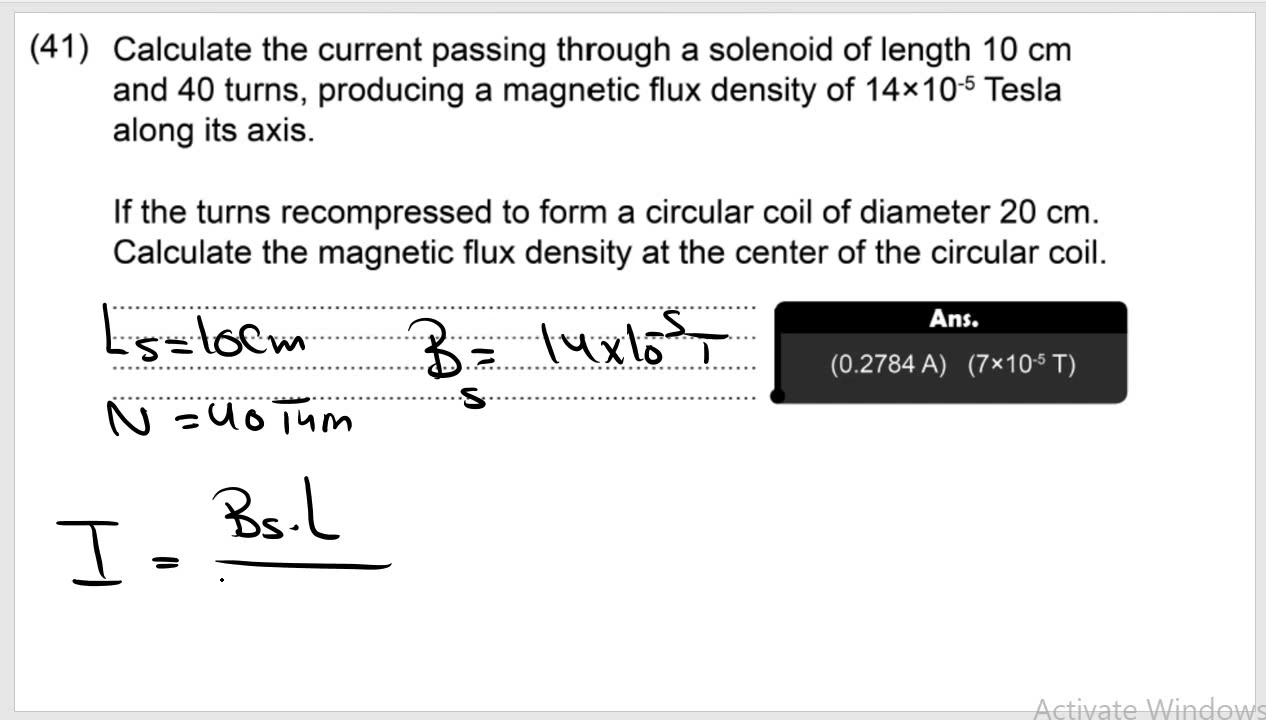 (41) Calculate the current passing through a solenoid of length 10 cm
and 40 turns, producing a magnetic flux density of 14×10⁻⁵ Tesla
along its axis.
If the turns recompressed to form a circular coil of diameter 20 cm.
Calculate the magnetic flux density at the center of the circular coil.
Ls=10cm Bs= 14×10⁻⁵T
N =40
Ans.
(0.2784 A) (7×10⁻⁵ T)
I = Bs.L
Activate Windows